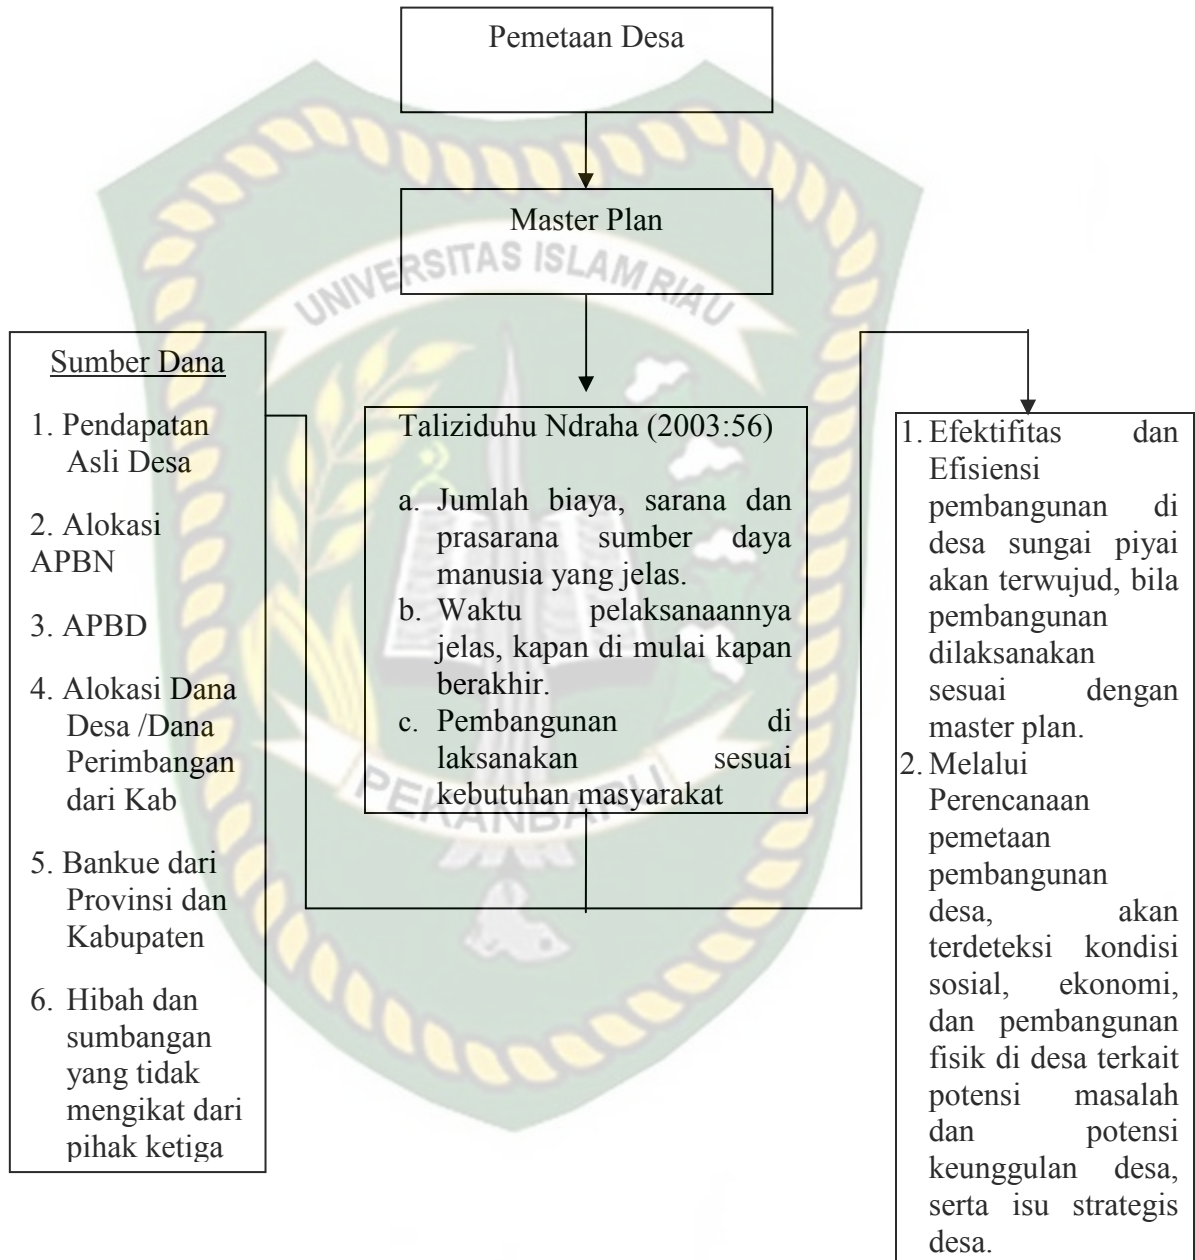 Pemetaan Desa
Master Plan
UNIVERSITAS ISLAM RIAU
Sumber Dana
1. Pendapatan
Asli Desa
2. Alokasi
APBN
3. APBD
4. Alokasi Dana
Desa /Dana
Perimbangan
dari Kab
5. Bankue dari
Provinsi dan
Kabupaten
6. Hibah dan
sumbangan
yang tidak
mengikat dari
pihak ketiga
Taliziduhu Ndraha (2003:56)
a. Jumlah biaya, sarana dan
prasarana sumber daya
manusia yang jelas.
b. Waktu pelaksanaannya
jelas, kapan di mulai kapan
berakhir.
c. Pembangunan di
laksanakan sesuai
kebutuhan masyarakat
PEKANBARU
1. Efektifitas dan
Efisiensi
pembangunan di
desa sungai piyai
akan terwujud, bila
pembangunan
dilaksanakan
sesuai dengan
master plan.
2. Melalui
Perencanaan
pemetaan
pembangunan
desa, akan
terdeteksi kondisi
sosial, ekonomi,
dan pembangunan
fisik di desa terkait
potensi masalah
dan potensi
keunggulan desa,
serta isu strategis
desa.